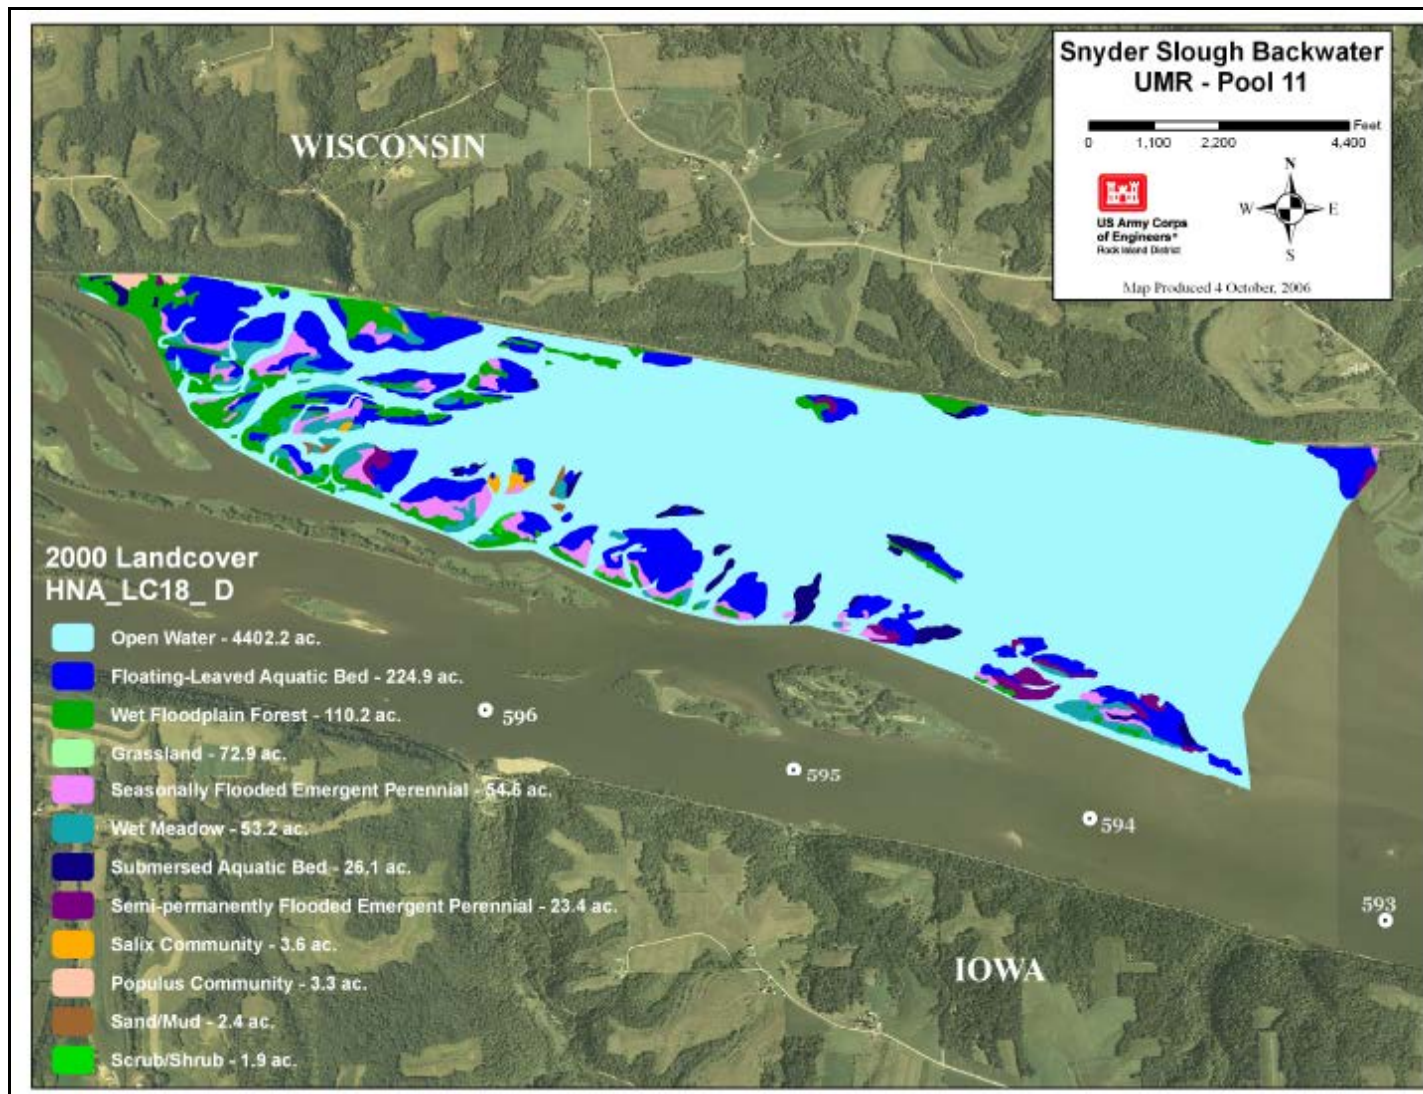 Snyder Slough Backwater
UMR - Pool 11
Feet
0 1,100 2,200 4,400
N
W E
S
US Army Corps
of Engineers®
Rock Island District
Map Produced 4 October, 2006
WISCONSIN
2000 Landcover
HNA_LC18_ D
Open Water - 4402.2 ac.
Floating-Leaved Aquatic Bed - 224.9 ac.
Wet Floodplain Forest - 110.2 ac.
Grassland - 72.9 ac.
Seasonally Flooded Emergent Perennial - 54.6 ac.
Wet Meadow - 53.2 ac.
Submersed Aquatic Bed - 26.1 ac.
Semi-permanently Flooded Emergent Perennial - 23.4 ac.
Salix Community - 3.6 ac.
Populus Community - 3.3 ac.
Sand/Mud - 2.4 ac.
Scrub/Shrub - 1.9 ac.
596
595
594
593
IOWA